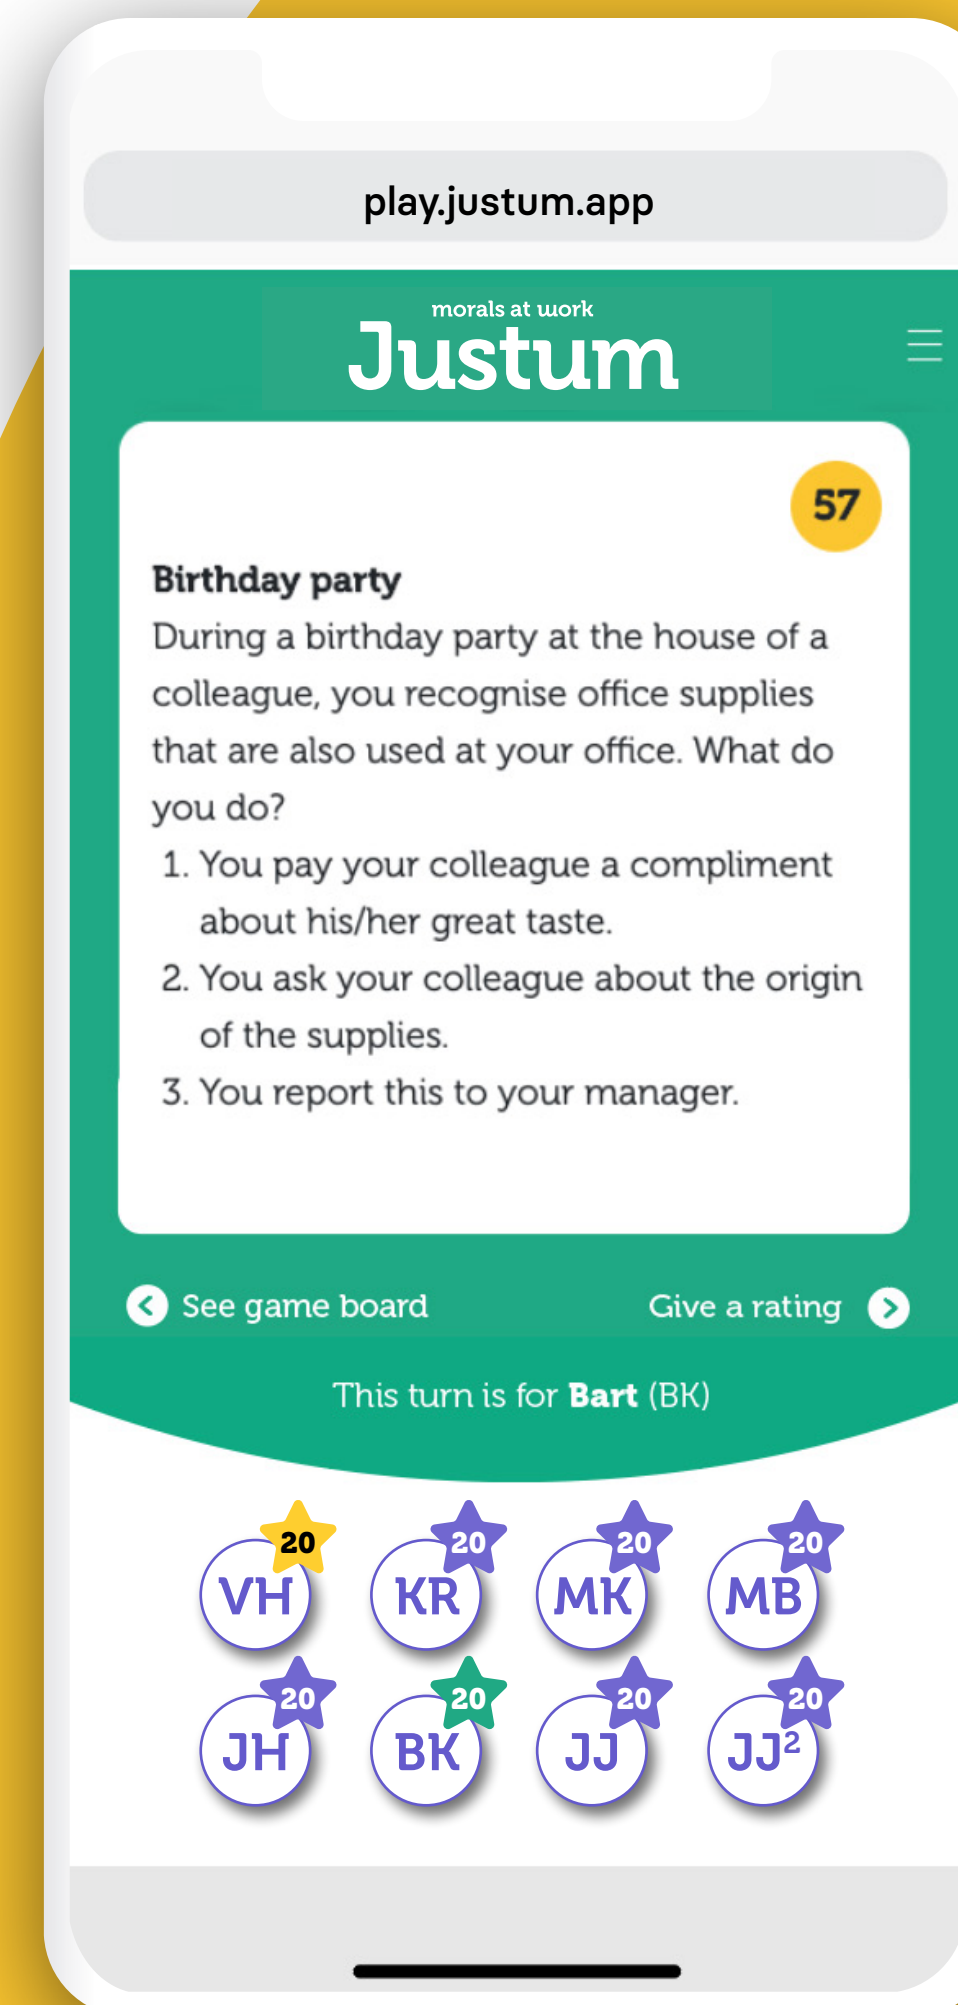 play.justum.app
morals at work
Justum
57
Birthday party
During a birthday party at the house of a
colleague, you recognise office supplies
that are also used at your office. What do
you do?
1. You pay your colleague a compliment
about his/her great taste.
2. You ask your colleague about the origin
of the supplies.
3. You report this to your manager.
See game board
Give a rating
This turn is for Bart (BK)
20 20 20 20
VH KR MK MB
20 20 20 20
JH BK JJ JJ²